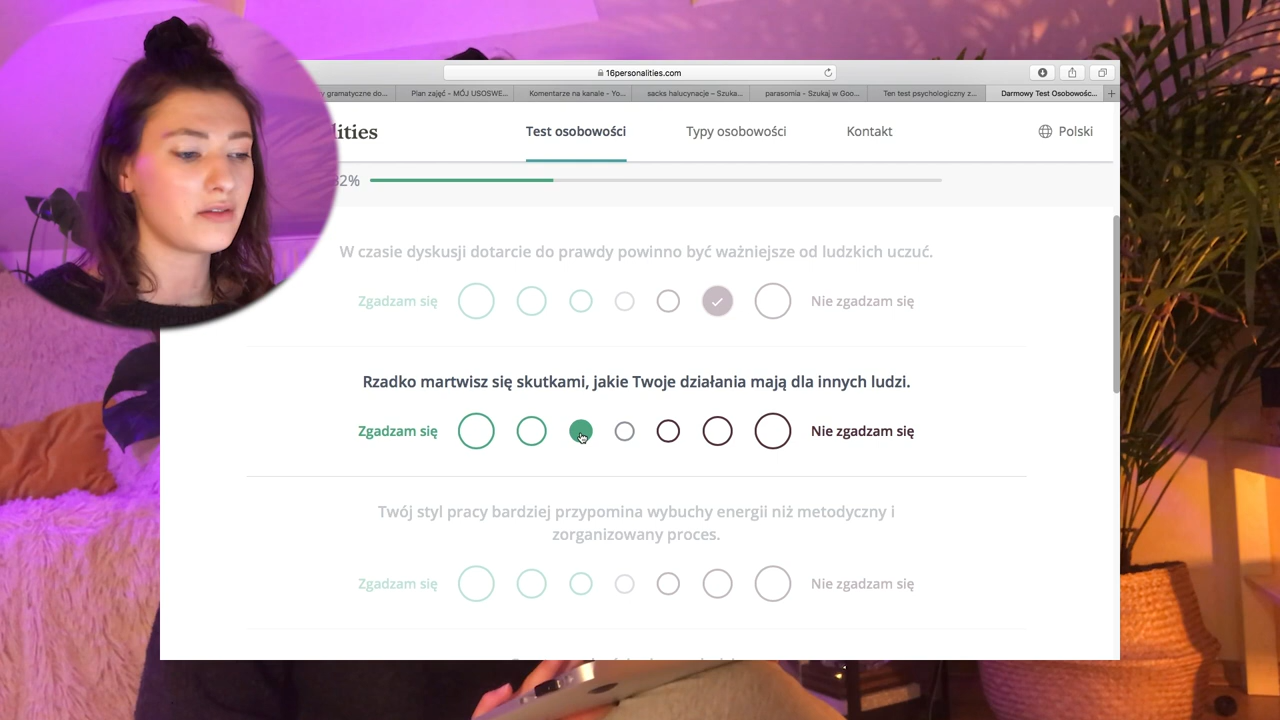 16personalities.com
y gramatyczne do...
Plan zajęć - MÓJ USOSWE...
Komentarze na kanale - Yo...
sacks halucynacje – Szuka...
parasomia - Szukaj w Goo...
Ten test psychologiczny z...
Darmowy Test Osobowośc...
lities
Test osobowości
Typy osobowości
Kontakt
Polski
32%
W czasie dyskusji dotarcie do prawdy powinno być ważniejsze od ludzkich uczuć.
Zgadzam się
Nie zgadzam się
Rzadko martwisz się skutkami, jakie Twoje działania mają dla innych ludzi.
Zgadzam się
Nie zgadzam się
Twój styl pracy bardziej przypomina wybuchy energii niż metodyczny i
zorganizowany proces.
Zgadzam się
Nie zgadzam się